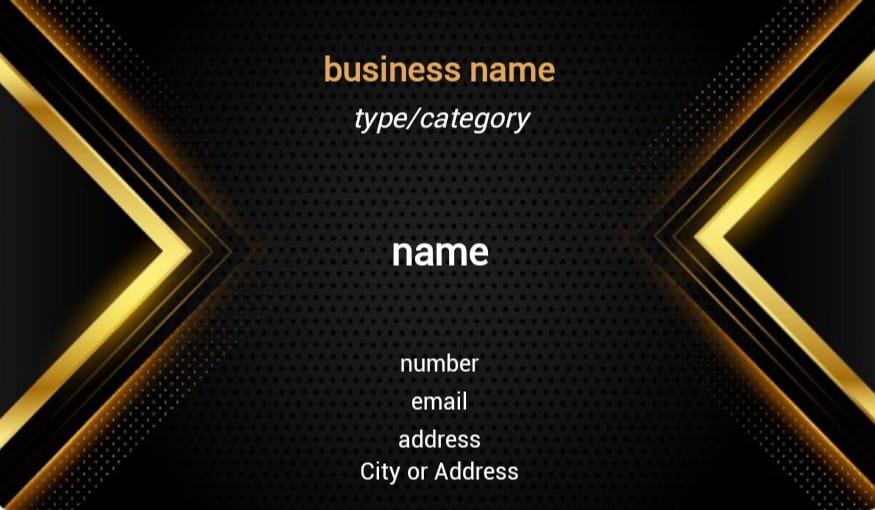 business name
type/category
name
number
email
address
City or Address